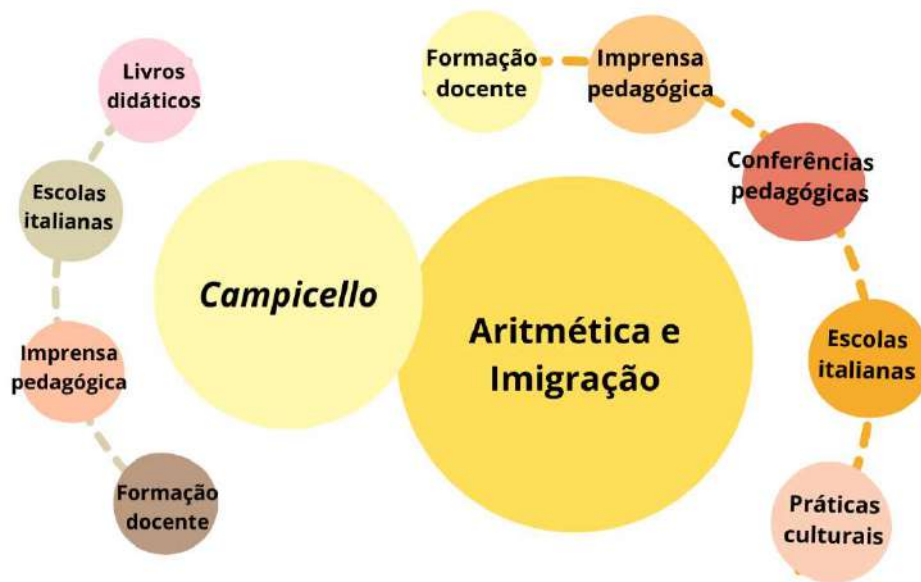 Livros
didáticos
Escolas
italianas
Imprensa
pedagógica
Formação
docente
Campicello
Aritmética e
Imigração
Formação
docente
Imprensa
pedagógica
Conferências
pedagógicas
Escolas
italianas
Práticas
culturais